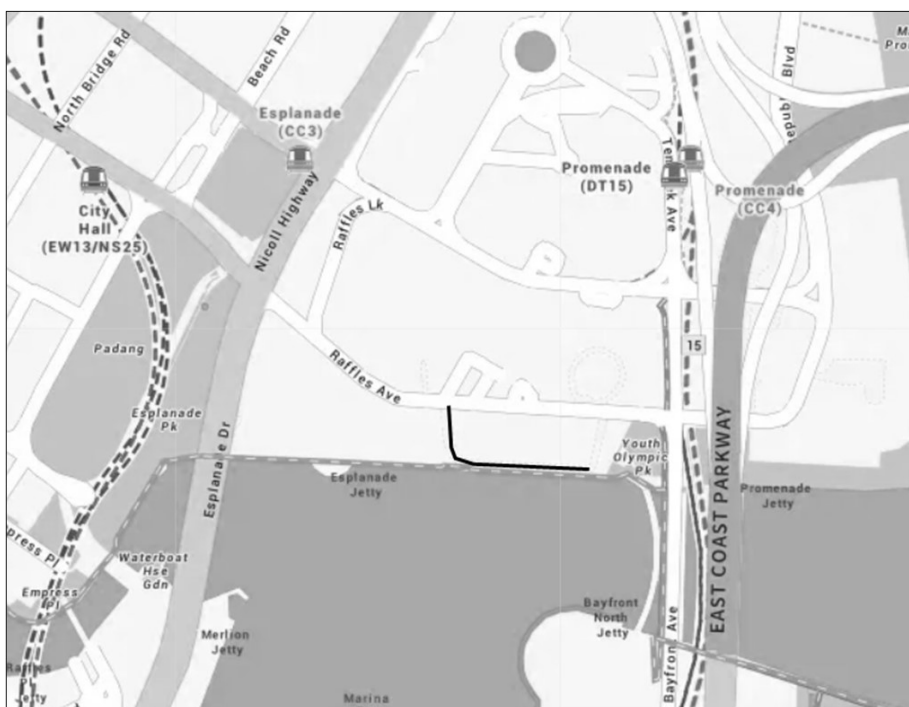 North Bridge Rd
Beach Rd
Esplanade
(CC3)
City
Hall
(EW13/NS25)
Nicoll Highway
Raffles Lk
Promenade
(DT15)
Promenade
(CC4)
Padang
Esplanade
Pk
Raffles Ave
15
Esplanade Dr
Esplanade
Jetty
Youth
Olympic
Pk
EAST COAST PARKWAY
Promenade
Jetty
Waterboat
Hse
Gdn
Empress
Pl
Merlion
Jetty
Bayfront
North
Jetty
Bayfront Ave
Jetty
Marina